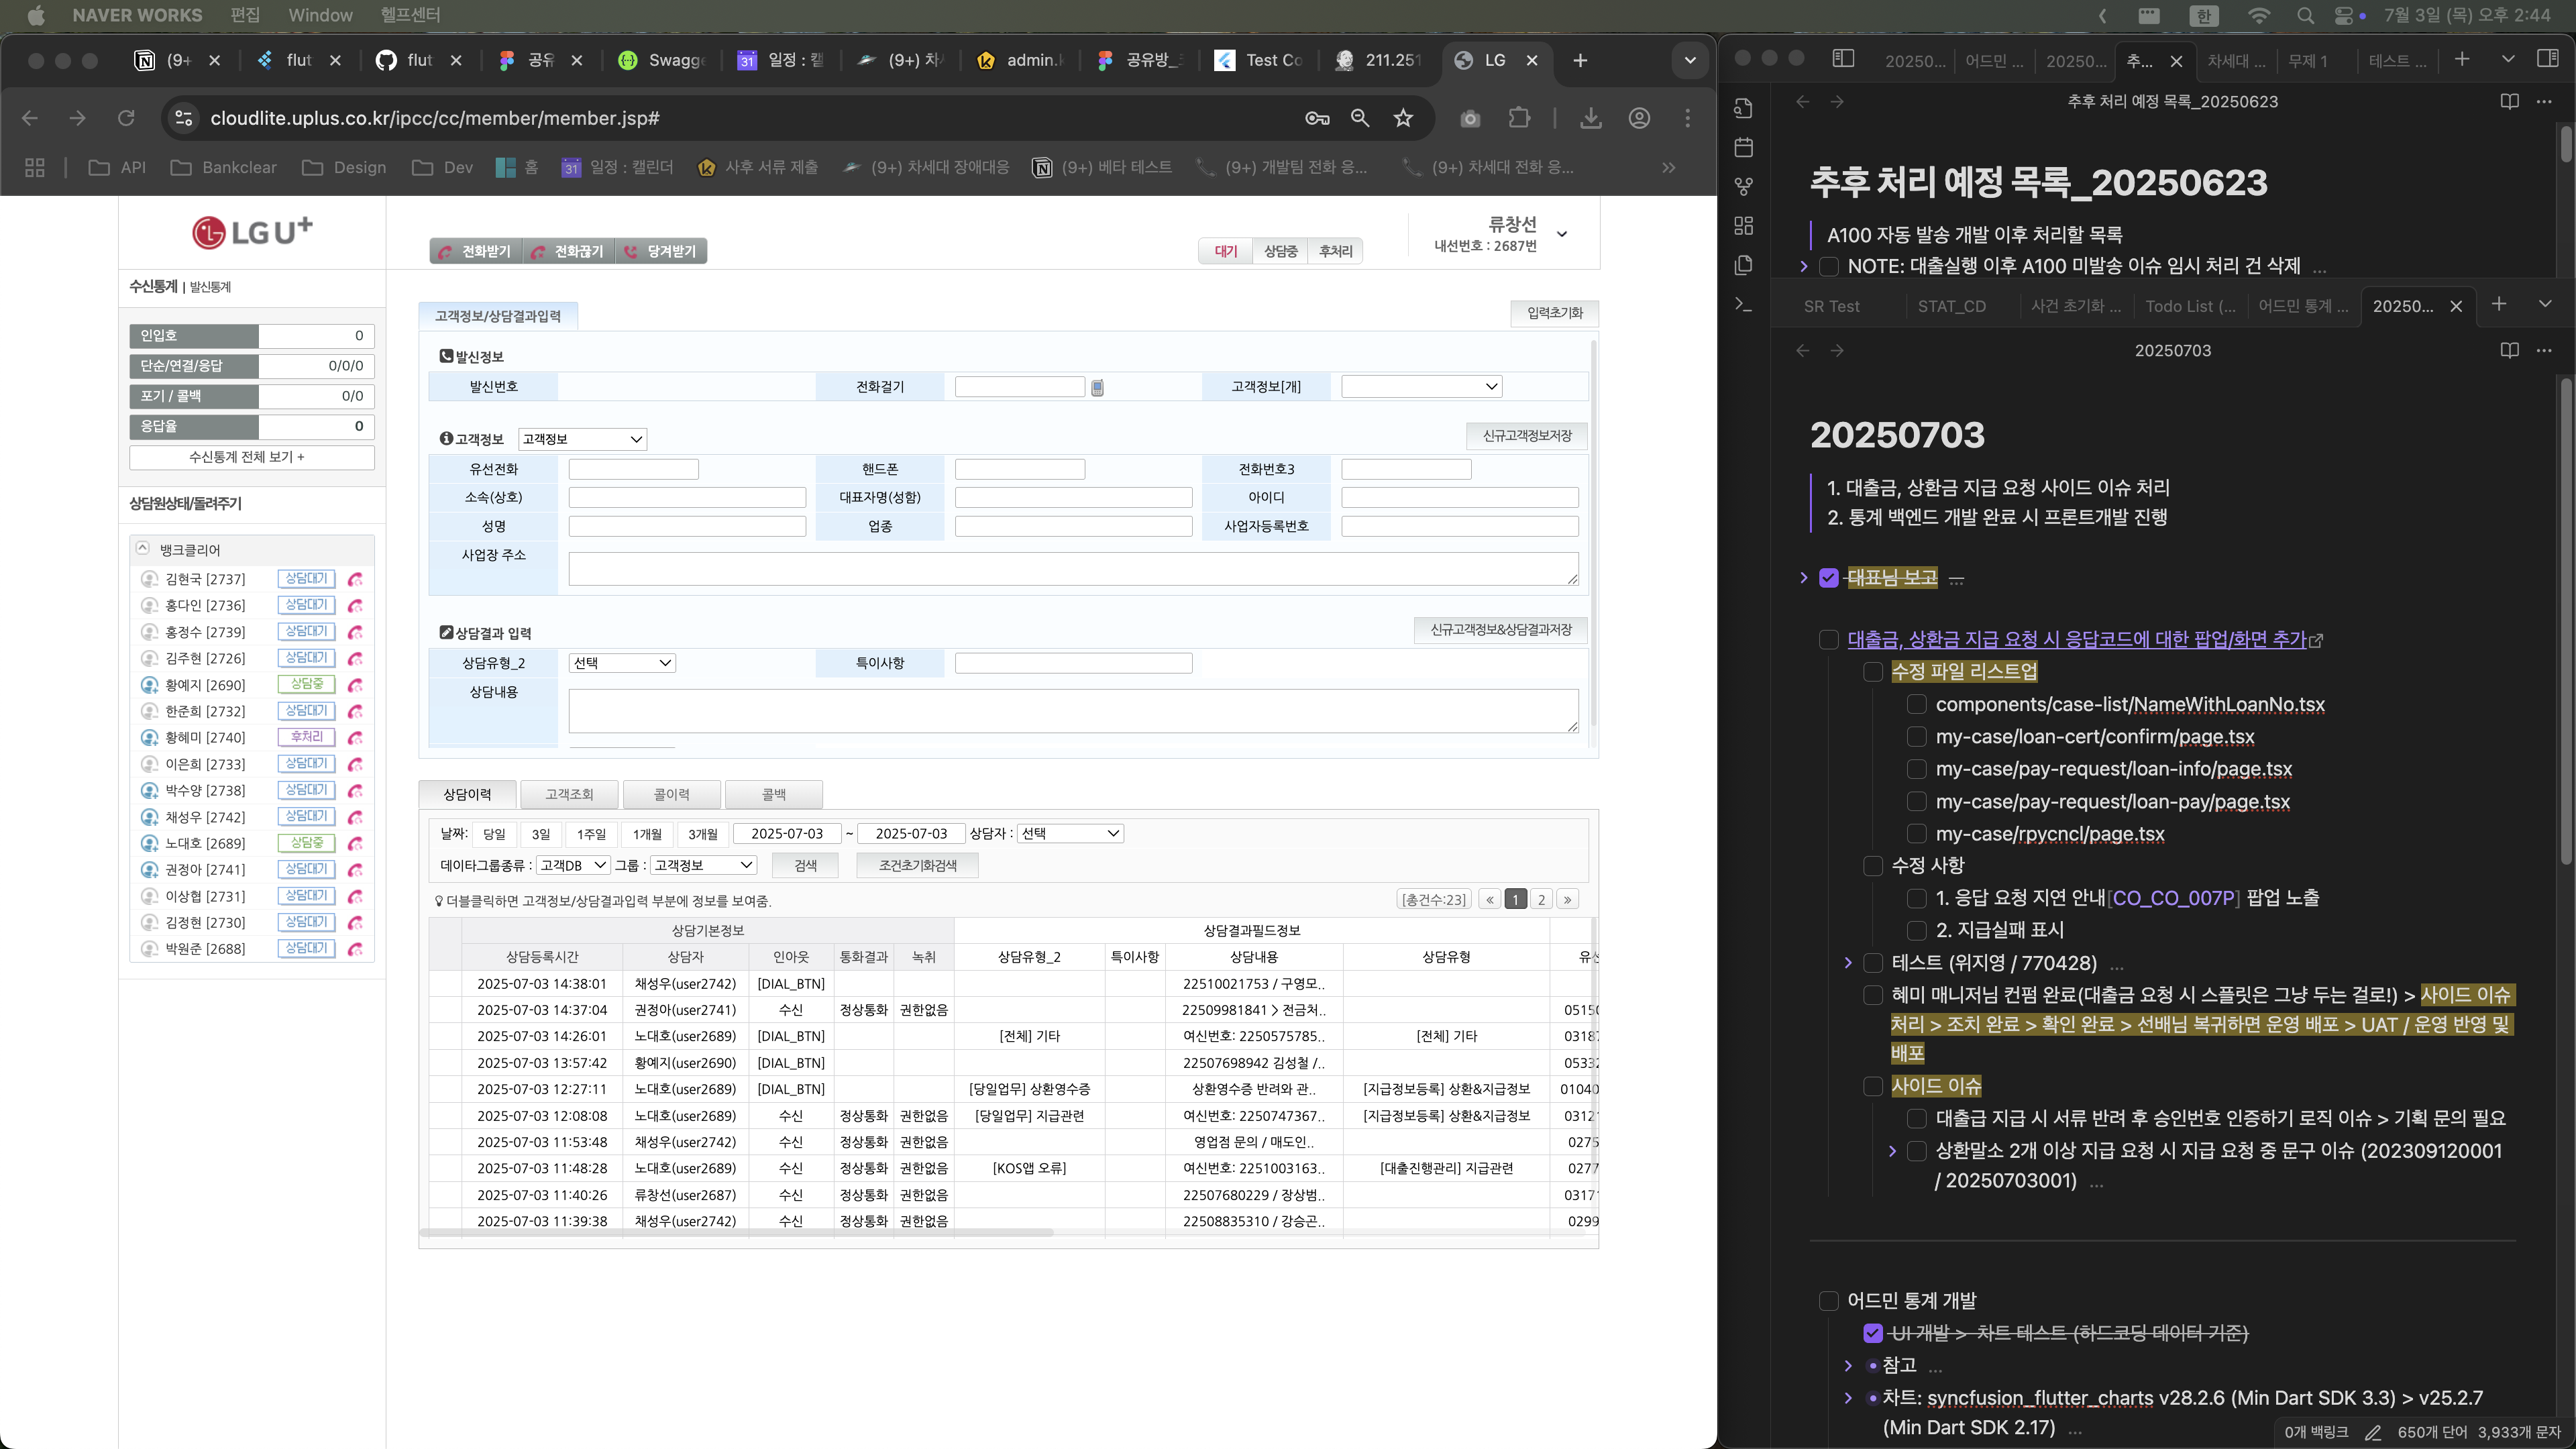 NAVER WORKS 편집 Window 헬프센터 한 7월 3일 (목) 오후 2:44
(9+ flut flut 공유 Swagge 일정 : 캘 (9+) 차ㅅ admin.k 공유방_ Test Co 211.251 LG
cloudlite.uplus.co.kr/ipcc/cc/member/member.jsp#
API Bankclear Design Dev 홈 31 일정 : 캘린더 사후 서류 제출 (9+) 차세대 장애대응 (9+) 베타 테스트 (9+) 개발팀 전화 응... (9+) 차세대 전화 응...
LG U+
전화받기 전화끊기 당겨받기
대기 상담중 후처리
류창선
내선번호 : 2687번
수신통계 | 발신통계
인입호 0
단순/연결/응답 0/0/0
포기 / 콜백 0/0
응답율 0
수신통계 전체 보기 +
상담원상태/돌려주기
뱅크클리어
김현국 [2737] 상담대기
홍다인 [2736] 상담대기
홍정수 [2739] 상담대기
김주현 [2726] 상담대기
황예지 [2690] 상담중
한준희 [2732] 상담대기
황혜미 [2740] 후처리
이은희 [2733] 상담대기
박수양 [2738] 상담대기
채성우 [2742] 상담대기
노대호 [2689] 상담중
권정아 [2741] 상담대기
이상협 [2731] 상담대기
김정현 [2730] 상담대기
박원준 [2688] 상담대기
고객정보/상담결과입력 입력초기화
발신정보
발신번호 전화걸기 고객정보[개]
고객정보 고객정보 신규고객정보저장
유선전화 핸드폰 전화번호3
소속(상호) 대표자명(성함) 아이디
성명 업종 사업자등록번호
사업장 주소
상담결과 입력 신규고객정보&상담결과저장
상담유형_2 선택 특이사항
상담내용
상담이력 고객조회 콜이력 콜백
날짜: 당일 3일 1주일 1개월 3개월 2025-07-03 ~ 2025-07-03 상담자 : 선택
데이타그룹종류 : 고객DB 그룹 : 고객정보 검색 조건초기화검색
더블클릭하면 고객정보/상담결과입력 부분에 정보를 보여줌. [총건수:23] « 1 2 »
상담기본정보 상담결과필드정보
상담등록시간 상담자 인아웃 통화결과 녹취 상담유형_2 특이사항 상담내용 상담유형 유선
2025-07-03 14:38:01 채성우(user2742) [DIAL_BTN] 22510021753 / 구영모..
2025-07-03 14:37:04 권정아(user2741) 수신 정상통화 권한없음 22509981841 > 전금처.. 05150
2025-07-03 14:26:01 노대호(user2689) [DIAL_BTN] [전체] 기타 여신번호: 2250575785.. [전체] 기타 03187
2025-07-03 13:57:42 황예지(user2690) [DIAL_BTN] 22507698942 김성철 /.. 05332
2025-07-03 12:27:11 노대호(user2689) [DIAL_BTN] [당일업무] 상환영수증 상환영수증 반려와 관.. [지급정보등록] 상환&지급정보 01040
2025-07-03 12:08:08 노대호(user2689) 수신 정상통화 권한없음 [당일업무] 지급관련 여신번호: 2250747367.. [지급정보등록] 상환&지급정보 03121
2025-07-03 11:53:48 채성우(user2742) 수신 정상통화 권한없음 영업점 문의 / 매도인.. 0275
2025-07-03 11:48:28 노대호(user2689) 수신 정상통화 권한없음 [KOS앱 오류] 여신번호: 2251003163.. [대출진행관리] 지급관련 0277
2025-07-03 11:40:26 류창선(user2687) 수신 정상통화 권한없음 22507680229 / 장상범.. 03171
2025-07-03 11:39:38 채성우(user2742) 수신 정상통화 권한없음 22508835310 / 강승곤.. 0299
20250... 어드민 ... 20250... 추... 차세대 ... 무제 1 테스트 ...
추후 처리 예정 목록_20250623
추후 처리 예정 목록_20250623
A100 자동 발송 개발 이후 처리할 목록
NOTE: 대출실행 이후 A100 미발송 이슈 임시 처리 건 삭제 ...
SR Test STAT_CD 사건 초기화 ... Todo List (... 어드민 통계 ... 20250...
20250703
20250703
1. 대출금, 상환금 지급 요청 사이드 이슈 처리
2. 통계 백엔드 개발 완료 시 프론트개발 진행
대표님 보고 ...
대출금, 상환금 지급 요청 시 응답코드에 대한 팝업/화면 추가
수정 파일 리스트업
components/case-list/NameWithLoanNo.tsx
my-case/loan-cert/confirm/page.tsx
my-case/pay-request/loan-info/page.tsx
my-case/pay-request/loan-pay/page.tsx
my-case/rpycncl/page.tsx
수정 사항
1. 응답 요청 지연 안내[CO_CO_007P] 팝업 노출
2. 지급실패 표시
테스트 (위지영 / 770428) ...
혜미 매니저님 컨펌 완료(대출금 요청 시 스플릿은 그냥 두는 걸로!) > 사이드 이슈
처리 > 조치 완료 > 확인 완료 > 선배님 복귀하면 운영 배포 > UAT / 운영 반영 및
배포
사이드 이슈
대출급 지급 시 서류 반려 후 승인번호 인증하기 로직 이슈 > 기획 문의 필요
상환말소 2개 이상 지급 요청 시 지급 요청 중 문구 이슈 (202309120001
/ 20250703001) ...
어드민 통계 개발
UI 개발 > 차트 테스트 (하드코딩 데이터 기준)
참고 ...
차트: syncfusion_flutter_charts v28.2.6 (Min Dart SDK 3.3) > v25.2.7
(Min Dart SDK 2.17) ...
0개 백링크 650개 단어 3,933개 문자